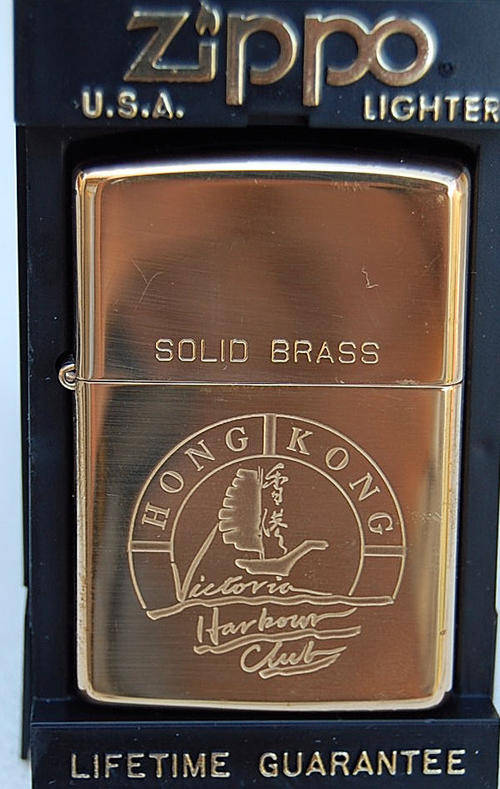 Zippo
U.S.A. LIGHTER
SOLID BRASS
HONG KONG
香港
Victoria
Harbour
Club
LIFETIME GUARANTEE